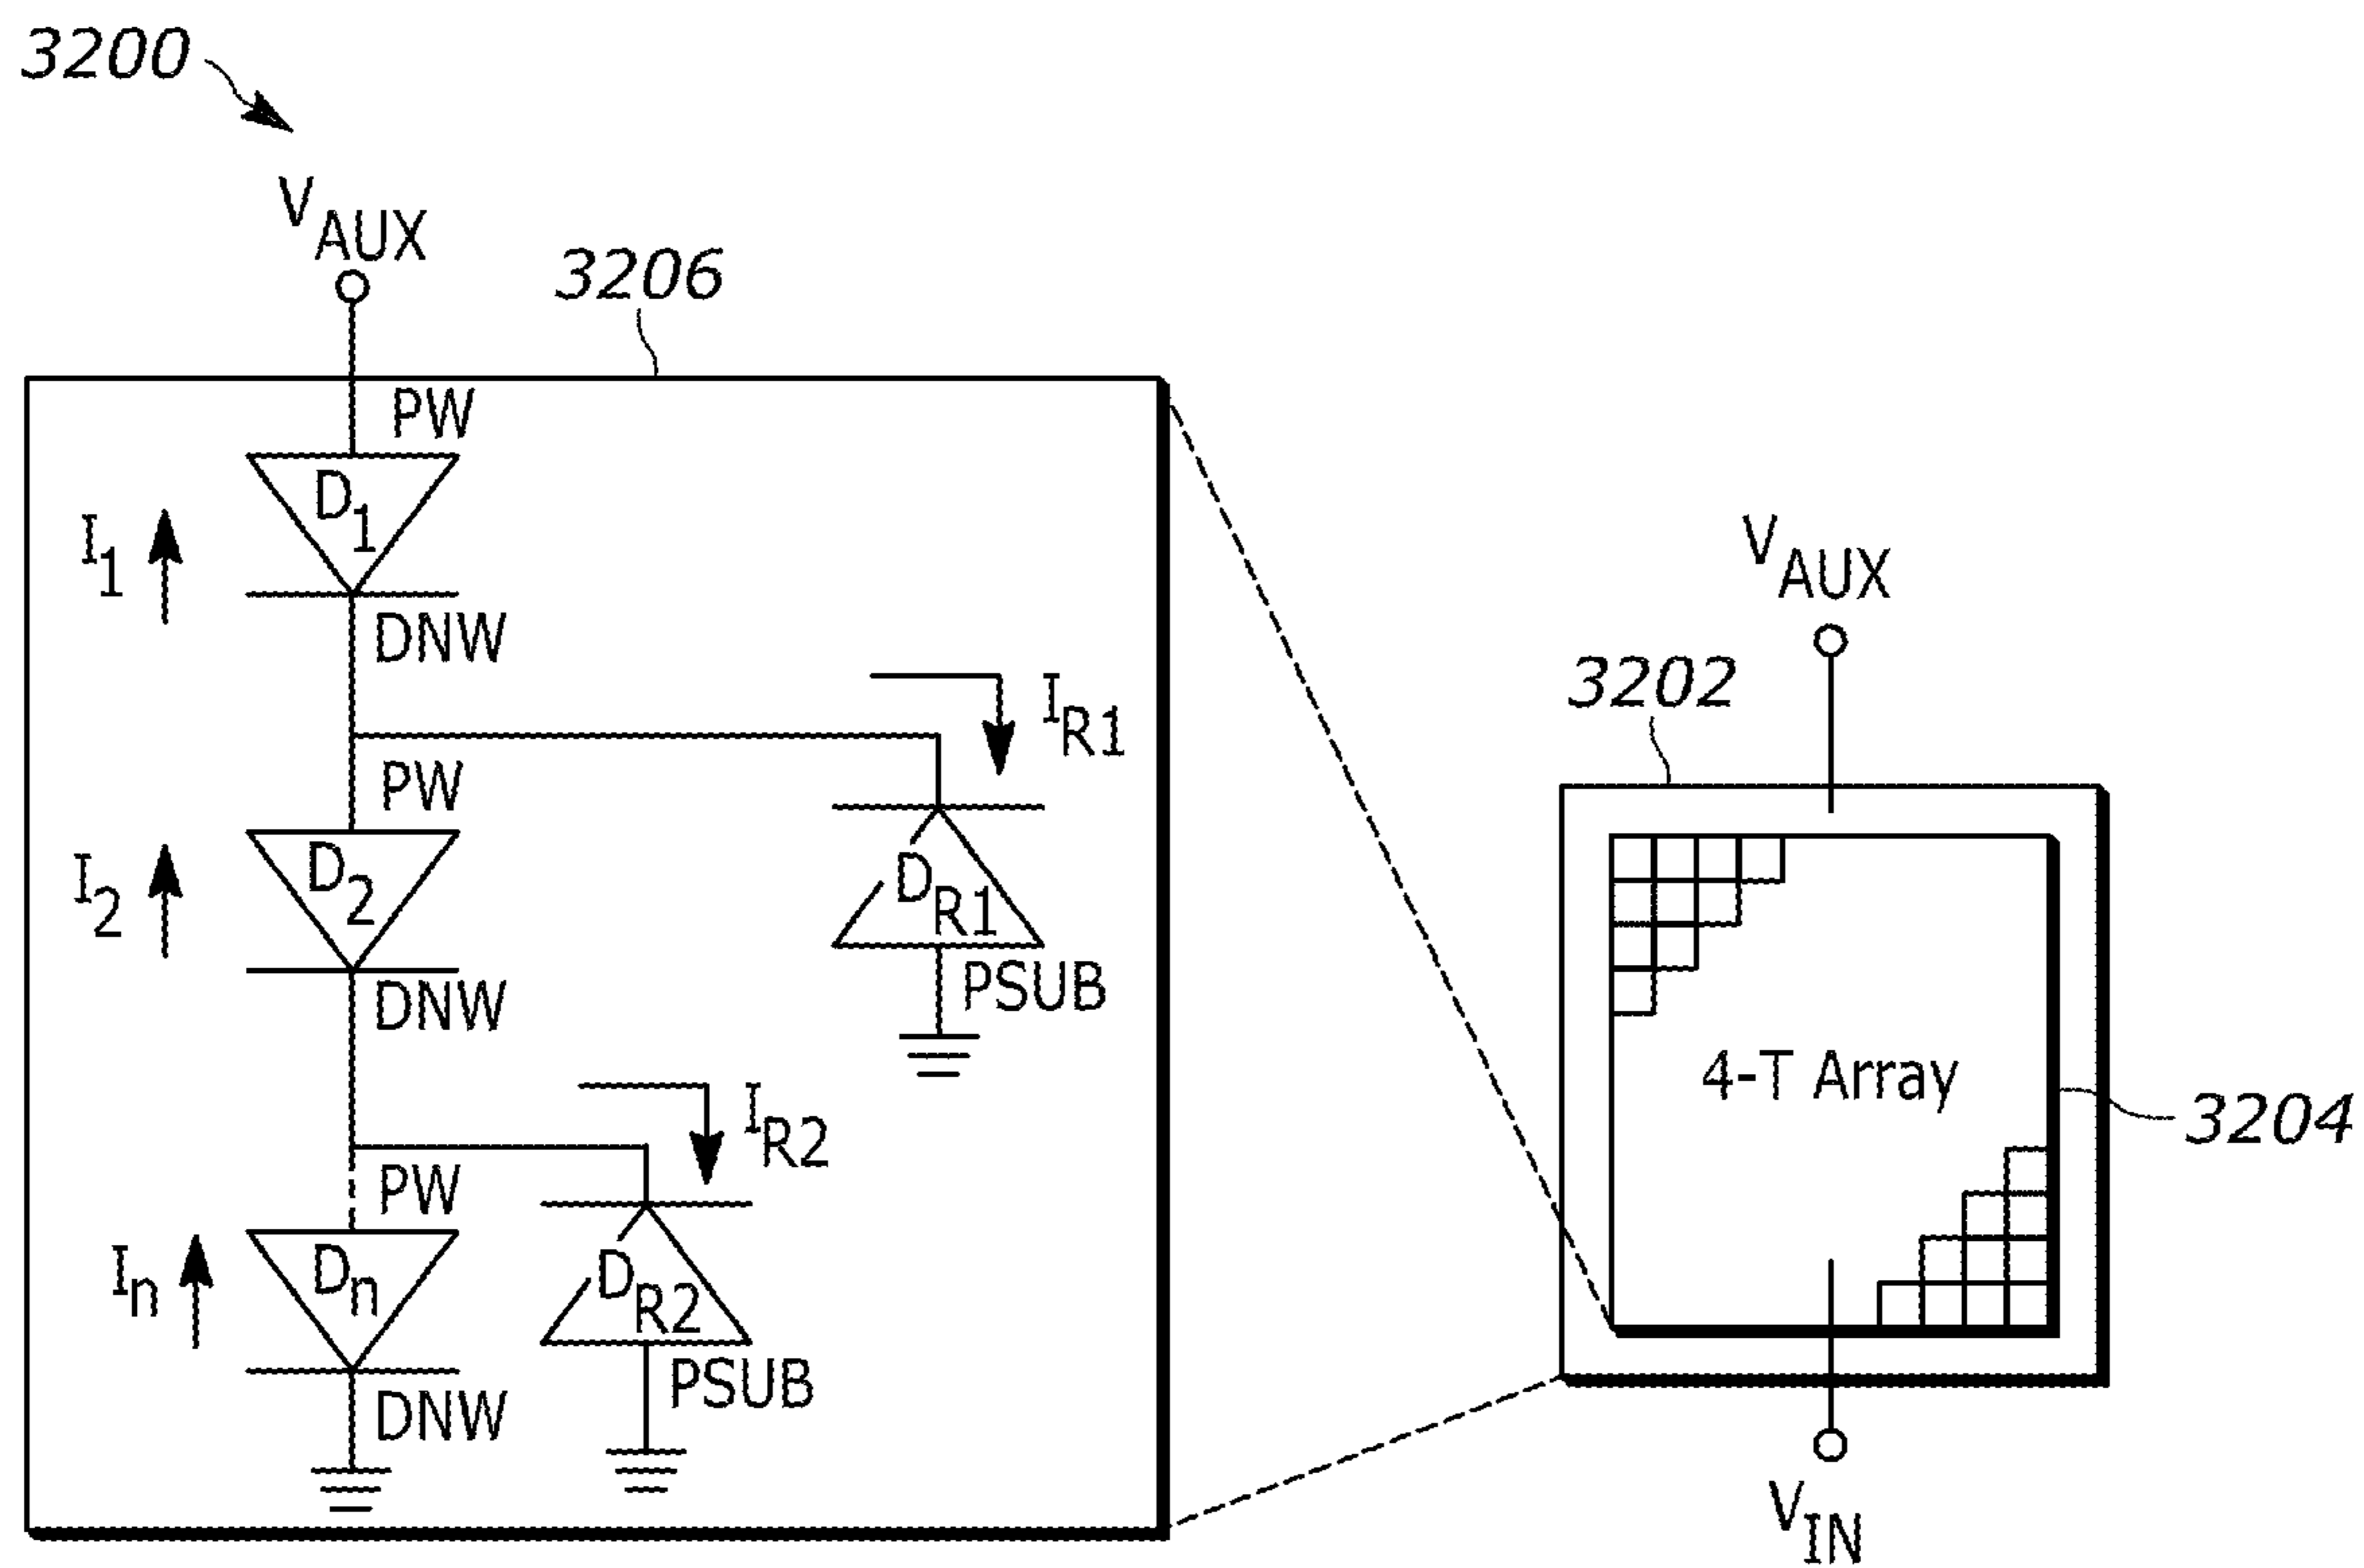 3200
VAUX
3206
PW
D1
I1
DNW
IR1
PW
D2
I2
DR1
DNW
PSUB
IR2
PW
Dn
In
DR2
PSUB
DNW
VAUX
3202
4-T Array
3204
VIN